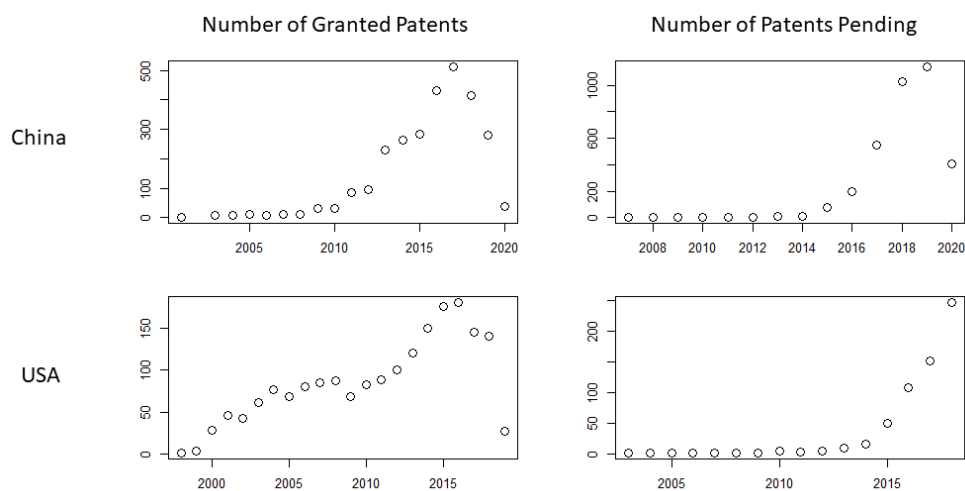 Number of Granted Patents
Number of Patents Pending
China
0 100 300 500
2005 2010 2015 2020
0 200 600 1000
2008 2010 2012 2014 2016 2018 2020
USA
0 50 100 150
2000 2005 2010 2015
0 50 100 200
2005 2010 2015